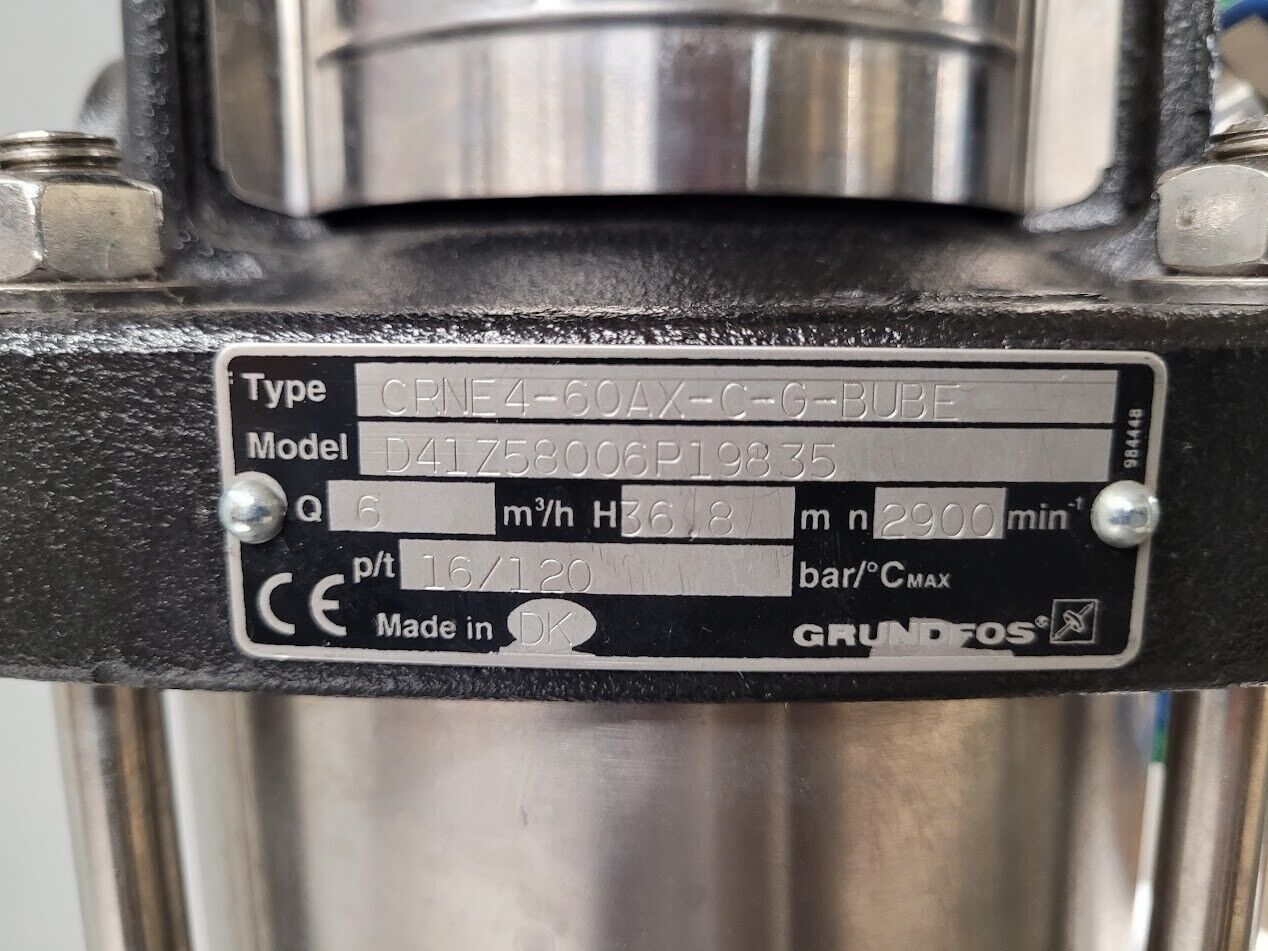 Type CRNE4-60AX-C-G-BUBE
Model D41Z58006P19835
984448
Q 6 m³/h H 36,8 m n 2900 min⁻¹
p/t 16/120 bar/°CMAX
CE Made in DK GRUNDFOS®